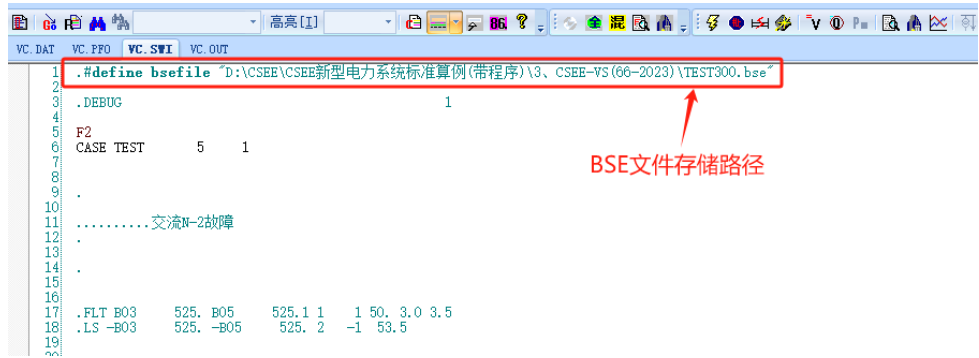 高亮[I]
86
全 混
VC.DAT VC.PFO VC.SWI VC.OUT
1 .#define bsefile "D:\CSEE\CSEE新型电力系统标准算例(带程序)\3、CSEE-VS(66-2023)\TEST300.bse"
2
3 .DEBUG 1
4
5 F2
6 CASE TEST 5 1
7
8
9 .
BSE文件存储路径
10
11 ..........交流N-2故障
12 .
13
14 .
15
16
17 .FLT B03 525. B05 525.1 1 1 50. 3.0 3.5
18 .LS -B03 525. -B05 525. 2 -1 53.5
19